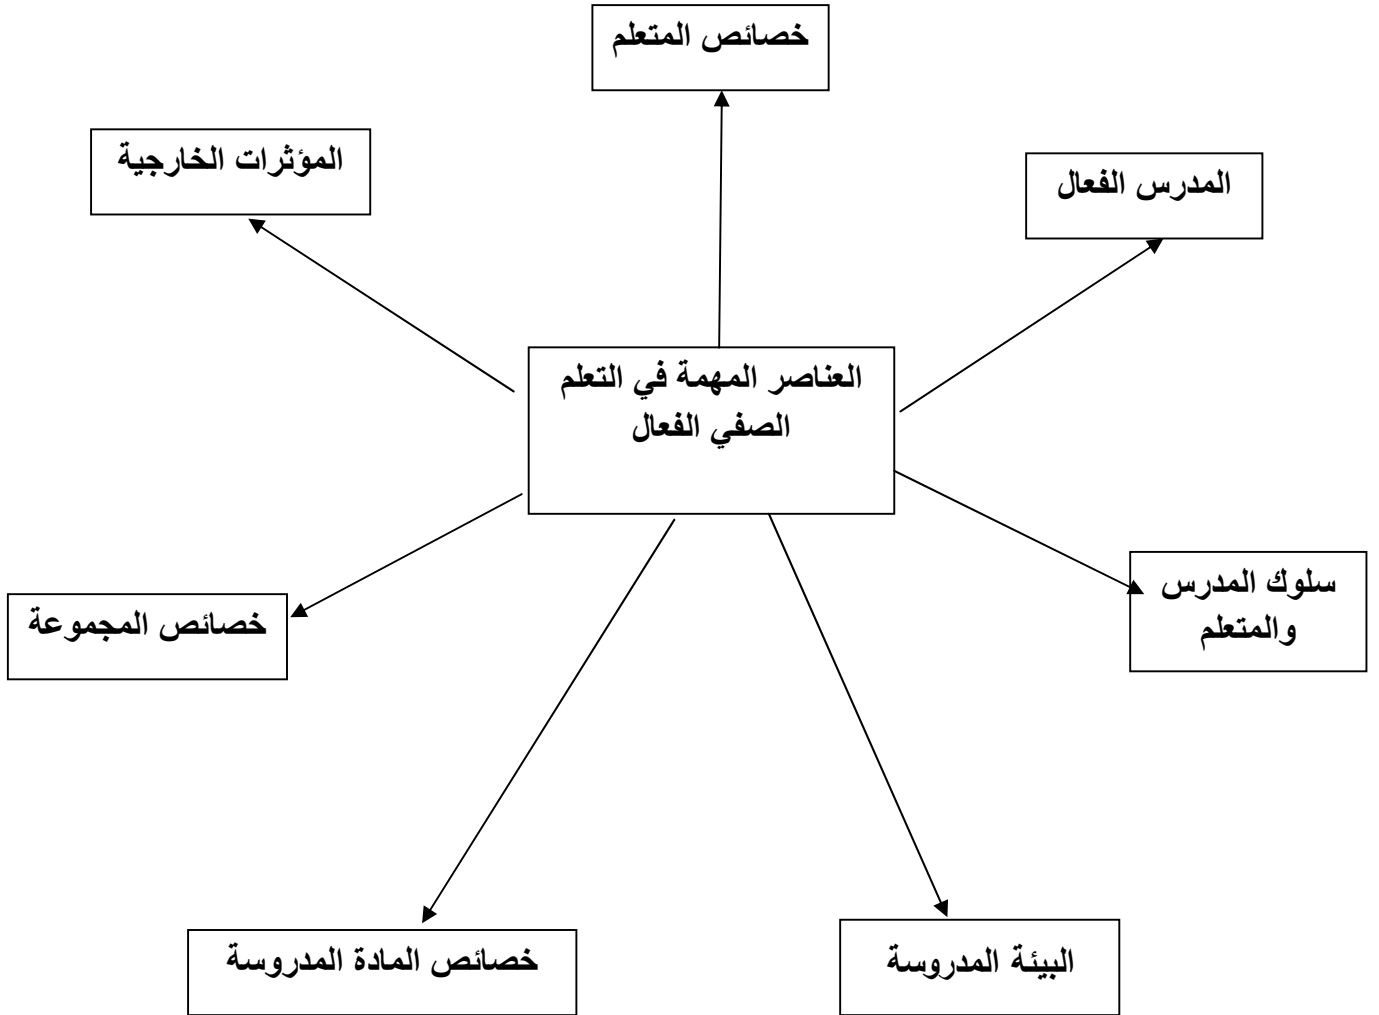 خصائص المتعلم
المؤثرات الخارجية
المدرس الفعال
العناصر المهمة في التعلم
الصفي الفعال
سلوك المدرس
والمتعلم
خصائص المجموعة
خصائص المادة المدروسة
البيئة المدروسة